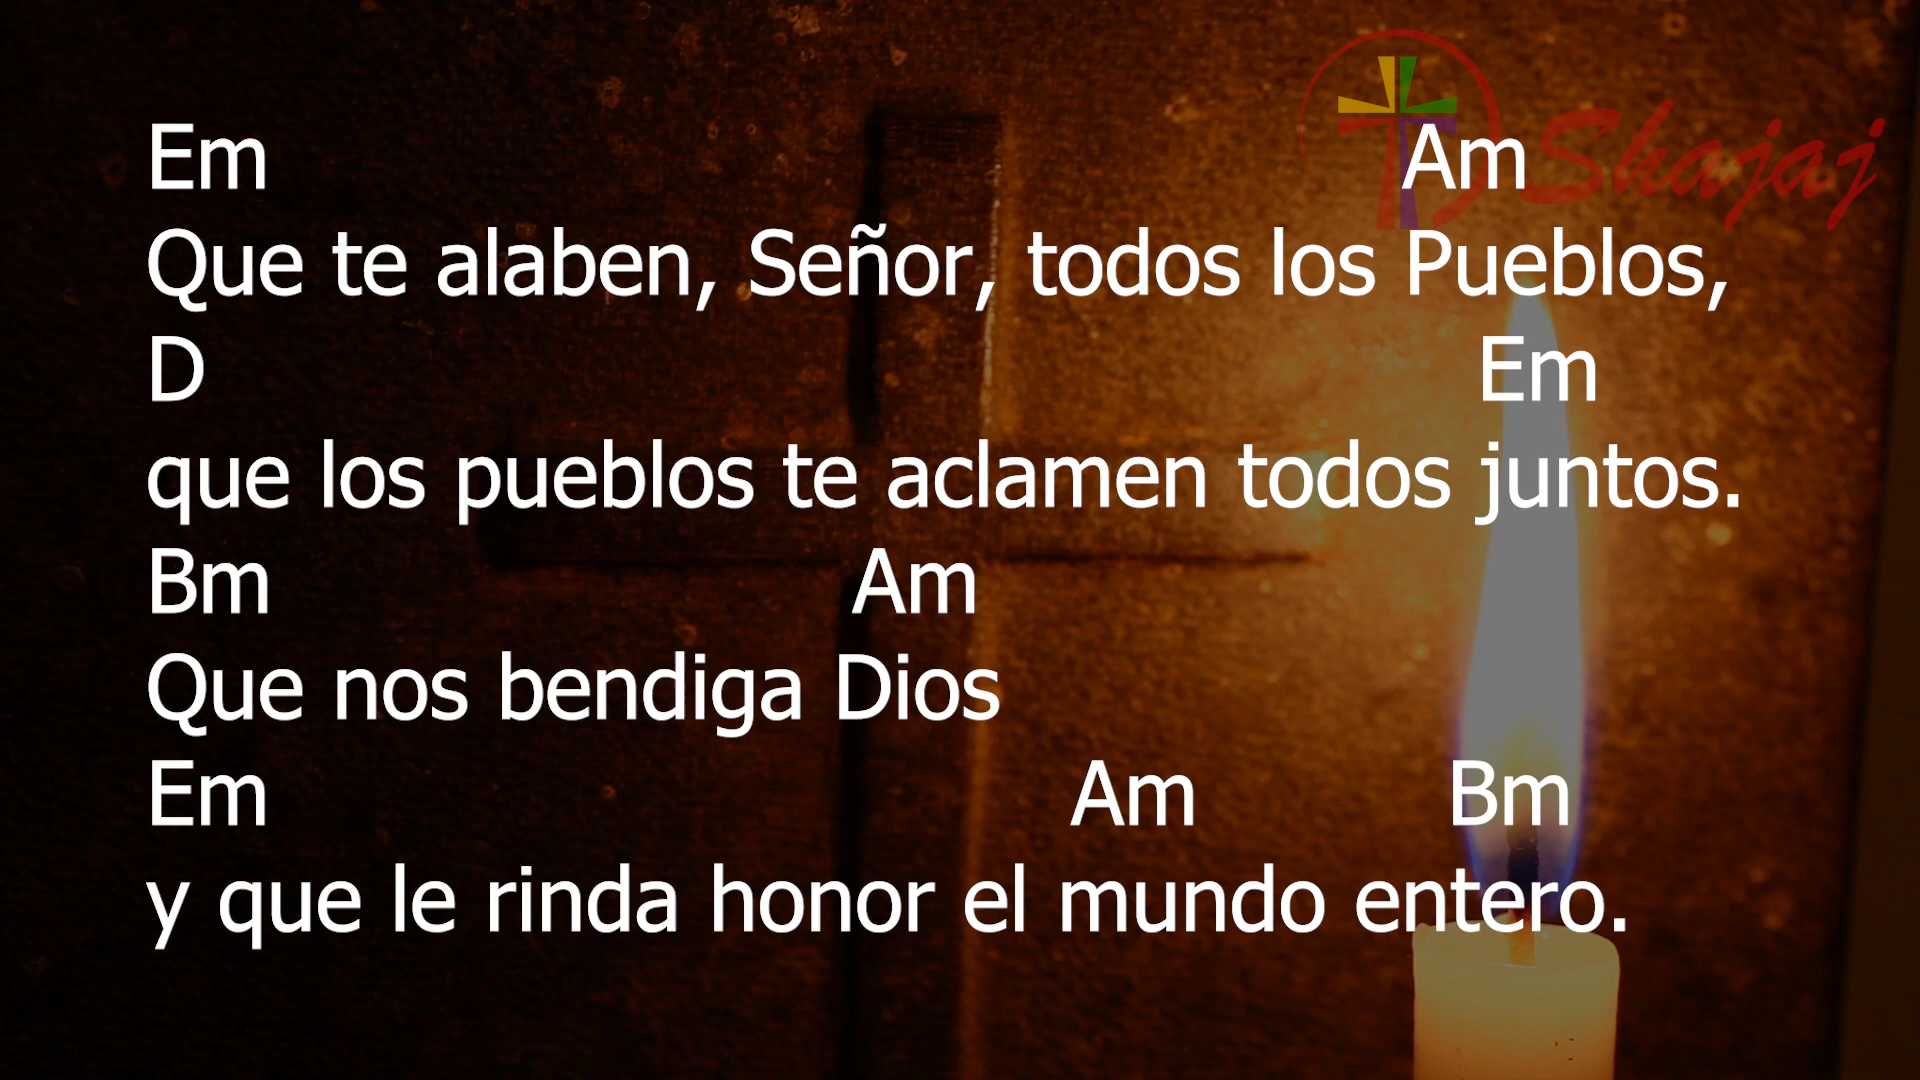 Shajaj
Em Am
Que te alaben, Señor, todos los Pueblos,
D Em
que los pueblos te aclamen todos juntos.
Bm Am
Que nos bendiga Dios
Em Am Bm
y que le rinda honor el mundo entero.